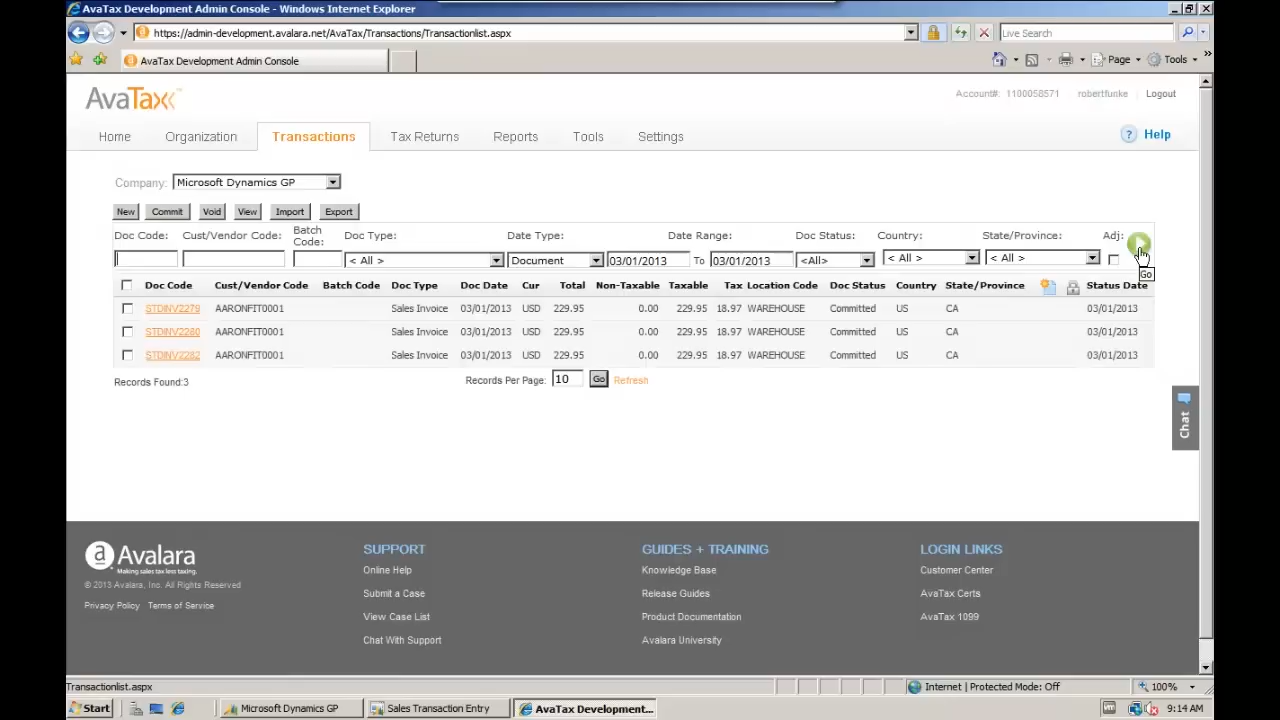 AvaTax Development Admin Console - Windows Internet Explorer
https://admin-development.avalara.net/AvaTax/Transactions/Transactionlist.aspx
Live Search
AvaTax Development Admin Console
Page
Tools
AvaTax
Account#: 1100058571 robertfunke Logout
Home Organization Transactions Tax Returns Reports Tools Settings
? Help
Company: Microsoft Dynamics GP
New Commit Void View Import Export
Doc Code: Cust/Vendor Code: Batch Code: Doc Type: Date Type: Date Range: Doc Status: Country: State/Province: Adj:
< All > Document 03/01/2013 To 03/01/2013 <All> < All > < All >
Go
Doc Code Cust/Vendor Code Batch Code Doc Type Doc Date Cur Total Non-Taxable Taxable Tax Location Code Doc Status Country State/Province Status Date
STDINV2279 AARONFIT0001 Sales Invoice 03/01/2013 USD 229.95 0.00 229.95 18.97 WAREHOUSE Committed US CA 03/01/2013
STDINV2280 AARONFIT0001 Sales Invoice 03/01/2013 USD 229.95 0.00 229.95 18.97 WAREHOUSE Committed US CA 03/01/2013
STDINV2282 AARONFIT0001 Sales Invoice 03/01/2013 USD 229.95 0.00 229.95 18.97 WAREHOUSE Committed US CA 03/01/2013
Records Found:3 Records Per Page: 10 Go Refresh
Chat
a Avalara
Making sales tax less taxing.
© 2013 Avalara, Inc. All Rights Reserved
Privacy Policy Terms of Service
SUPPORT
Online Help
Submit a Case
View Case List
Chat With Support
GUIDES + TRAINING
Knowledge Base
Release Guides
Product Documentation
Avalara University
LOGIN LINKS
Customer Center
AvaTax Certs
AvaTax 1099
Transactionlist.aspx
Internet | Protected Mode: Off
100%
Start
Microsoft Dynamics GP
Sales Transaction Entry
AvaTax Development...
9:14 AM